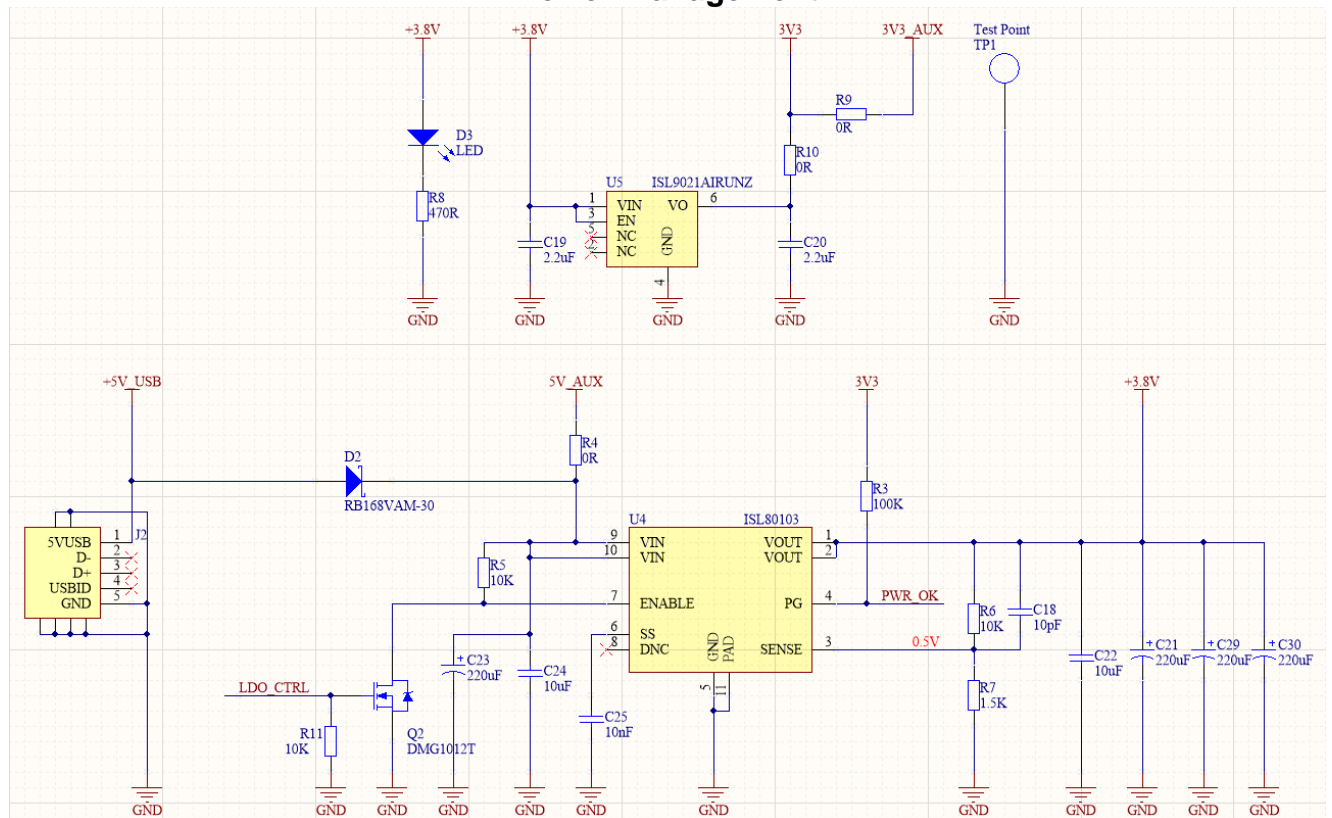 +3.8V
+3.8V
3V3
3V3_AUX
Test Point
TP1
R9
0R
D3
LED
R10
0R
R8
470R
U5
ISL9021AIRUNZ
1
VIN
VO
6
3
EN
5
NC
2
NC
GND
4
C19
2.2uF
C20
2.2uF
GND
GND
GND
GND
GND
+5V_USB
5V_AUX
3V3
+3.8V
R4
0R
D2
RB168VAM-30
R3
100K
J2
5VUSB
1
D-
2
D+
3
USBID
4
GND
5
U4
ISL80103
9
VIN
VOUT
1
10
VIN
VOUT
2
7
ENABLE
PG
4
PWR_OK
6
SS
8
DNC
GND
PAD
SENSE
3
0.5V
5
11
R5
10K
R6
10K
C18
10pF
C23
220uF
C24
10uF
C22
10uF
C21
220uF
C29
220uF
C30
220uF
R7
1.5K
LDO_CTRL
C25
10nF
R11
10K
Q2
DMG1012T
GND
GND
GND
GND
GND
GND
GND
GND
GND
GND
GND
GND